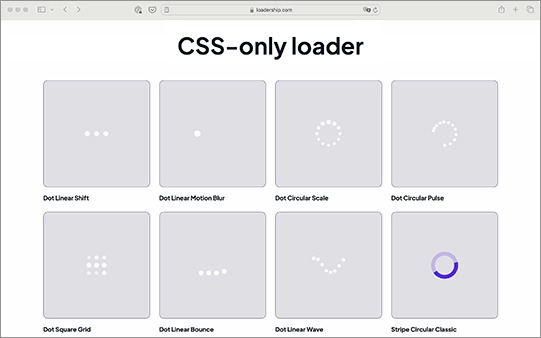 loadership.com
CSS-only loader
Dot Linear Shift
Dot Linear Motion Blur
Dot Circular Scale
Dot Circular Pulse
Dot Square Grid
Dot Linear Bounce
Dot Linear Wave
Stripe Circular Classic